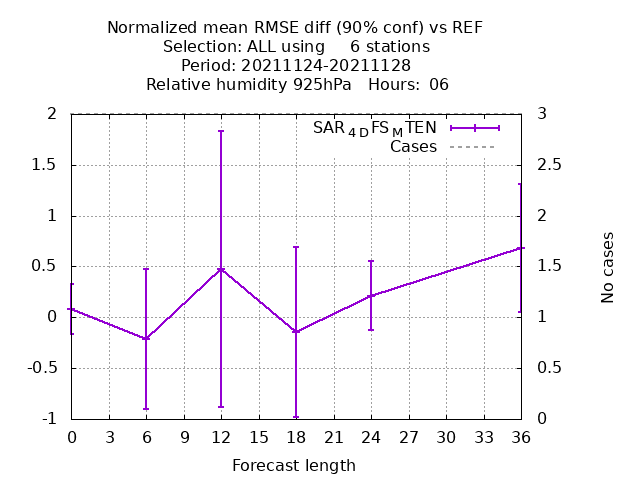 Normalized mean RMSE diff (90% conf) vs REF
Selection: ALL using     6 stations
Period: 20211124-20211128
Relative humidity 925hPa   Hours:  06
SAR4DFSMTEN
Cases
2
1.5
1
0.5
0
-0.5
-1
3
2.5
2
1.5
1
0.5
0
No cases
0 3 6 9 12 15 18 21 24 27 30 33 36
Forecast length